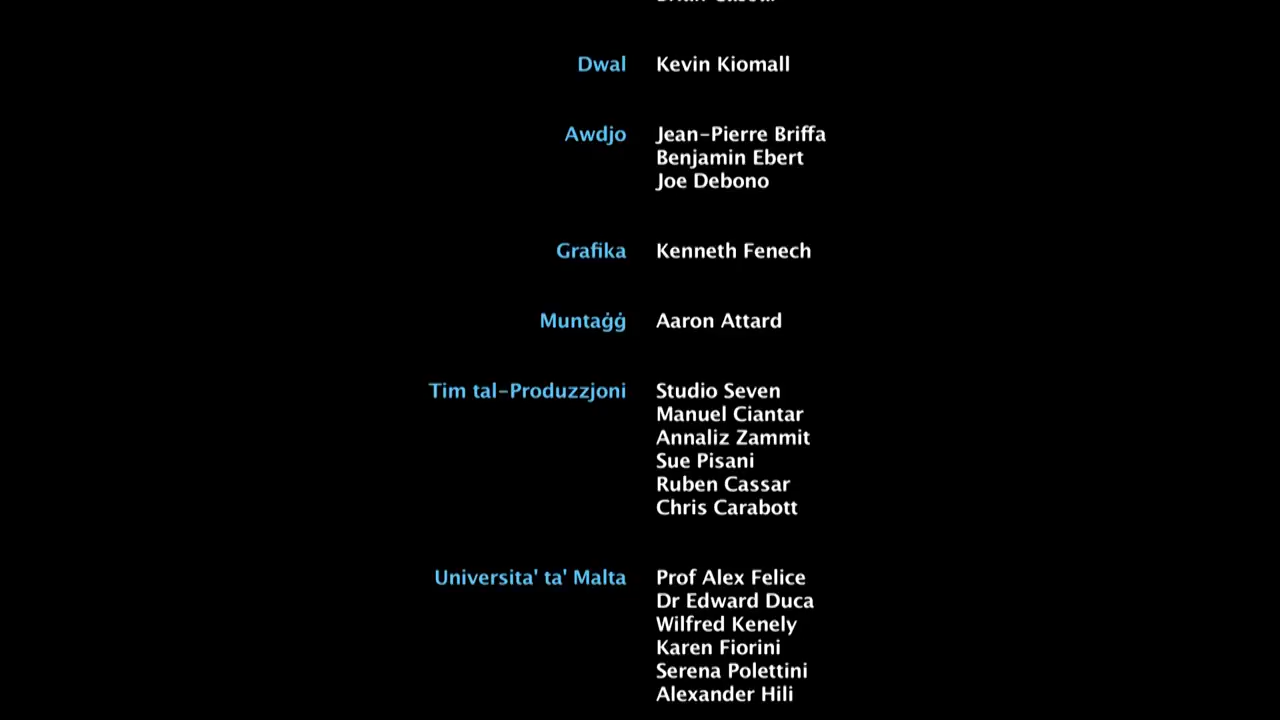 Dwal Kevin Kiomall
Awdjo Jean-Pierre Briffa
Benjamin Ebert
Joe Debono
Grafika Kenneth Fenech
Muntaġġ Aaron Attard
Tim tal-Produzzjoni Studio Seven
Manuel Ciantar
Annaliz Zammit
Sue Pisani
Ruben Cassar
Chris Carabott
Universita' ta' Malta Prof Alex Felice
Dr Edward Duca
Wilfred Kenely
Karen Fiorini
Serena Polettini
Alexander Hili